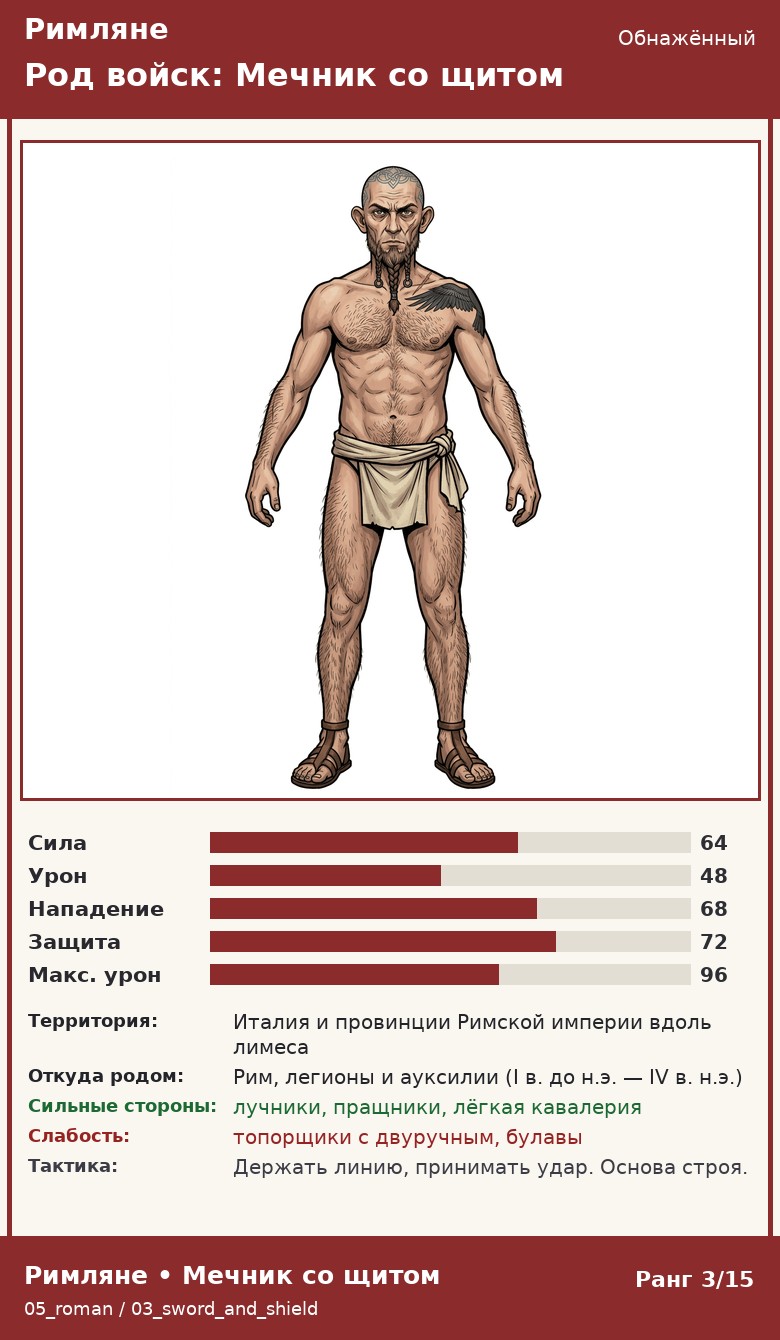 Римляне
Обнажённый
Род войск: Мечник со щитом
Сила 64
Урон 48
Нападение 68
Защита 72
Макс. урон 96
Территория: Италия и провинции Римской империи вдоль
лимеса
Откуда родом: Рим, легионы и ауксилии (I в. до н.э. — IV в. н.э.)
Сильные стороны: лучники, пращники, лёгкая кавалерия
Слабость: топорщики с двуручным, булавы
Тактика: Держать линию, принимать удар. Основа строя.
Римляне • Мечник со щитом
Ранг 3/15
05_roman / 03_sword_and_shield